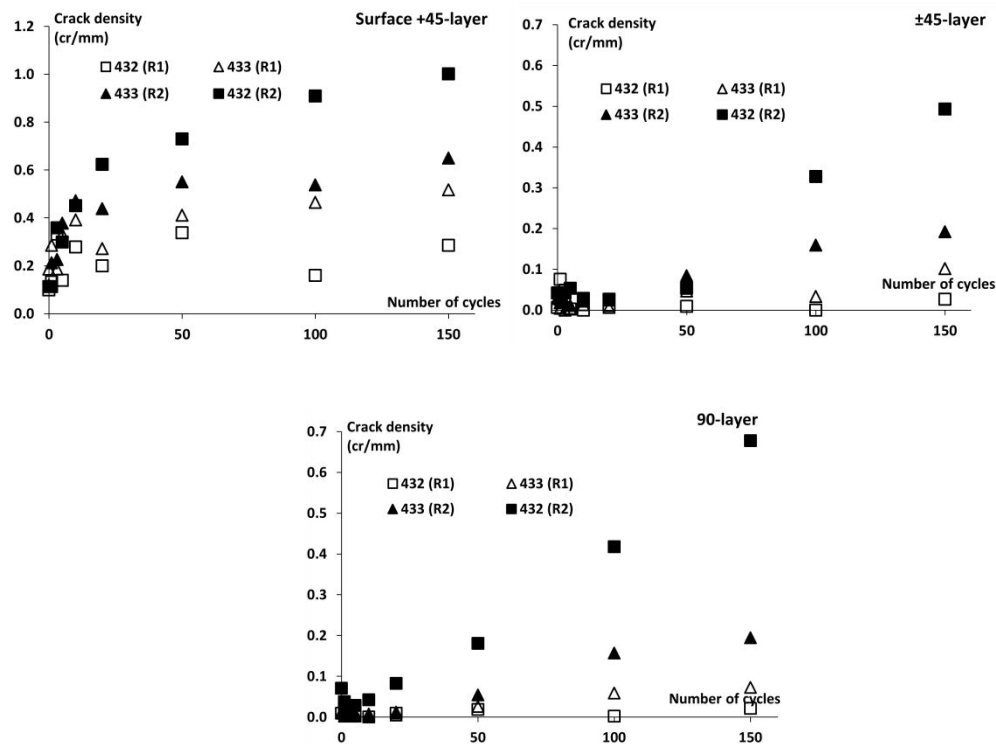 Crack density
(cr/mm)
Surface +45-layer
1.2
432 (R1)
433 (R1)
433 (R2)
432 (R2)
1.0
0.8
0.6
0.4
0.2
0.0
Number of cycles
0
50
100
150
Crack density
(cr/mm)
±45-layer
0.7
0.6
432 (R1)
433 (R1)
433 (R2)
432 (R2)
0.5
0.4
0.3
0.2
0.1
0.0
Number of cycles
0
50
100
150
Crack density
(cr/mm)
90-layer
0.7
0.6
432 (R1)
433 (R1)
433 (R2)
432 (R2)
0.5
0.4
0.3
0.2
0.1
0.0
Number of cycles
0
50
100
150